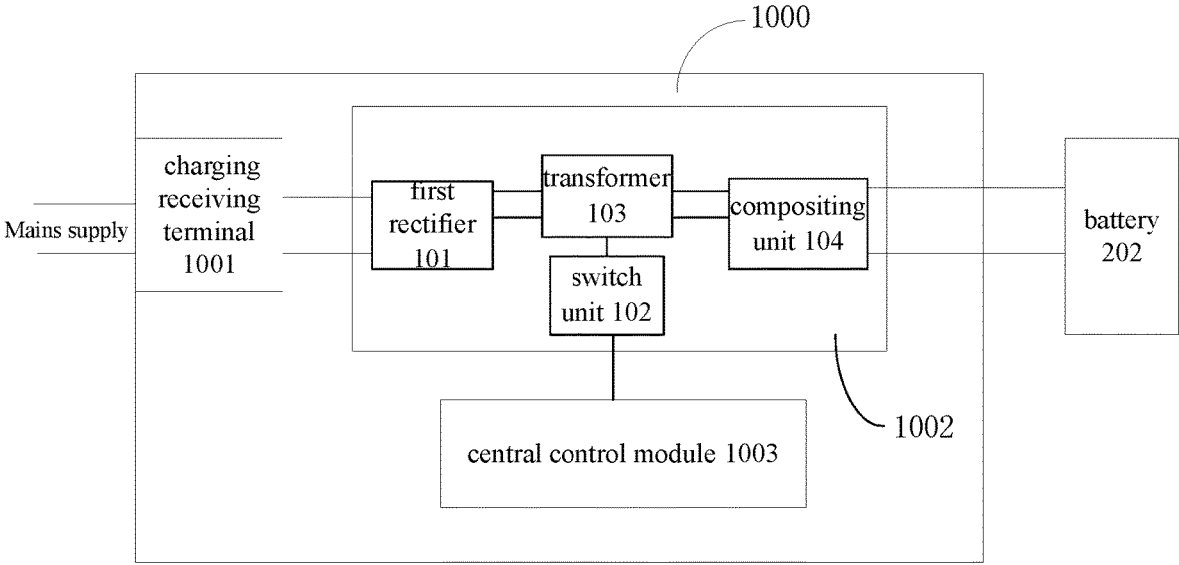 1000
charging
receiving
terminal
1001
Mains supply
first
rectifier
101
transformer
103
compositing
unit 104
switch
unit 102
battery
202
1002
central control module 1003